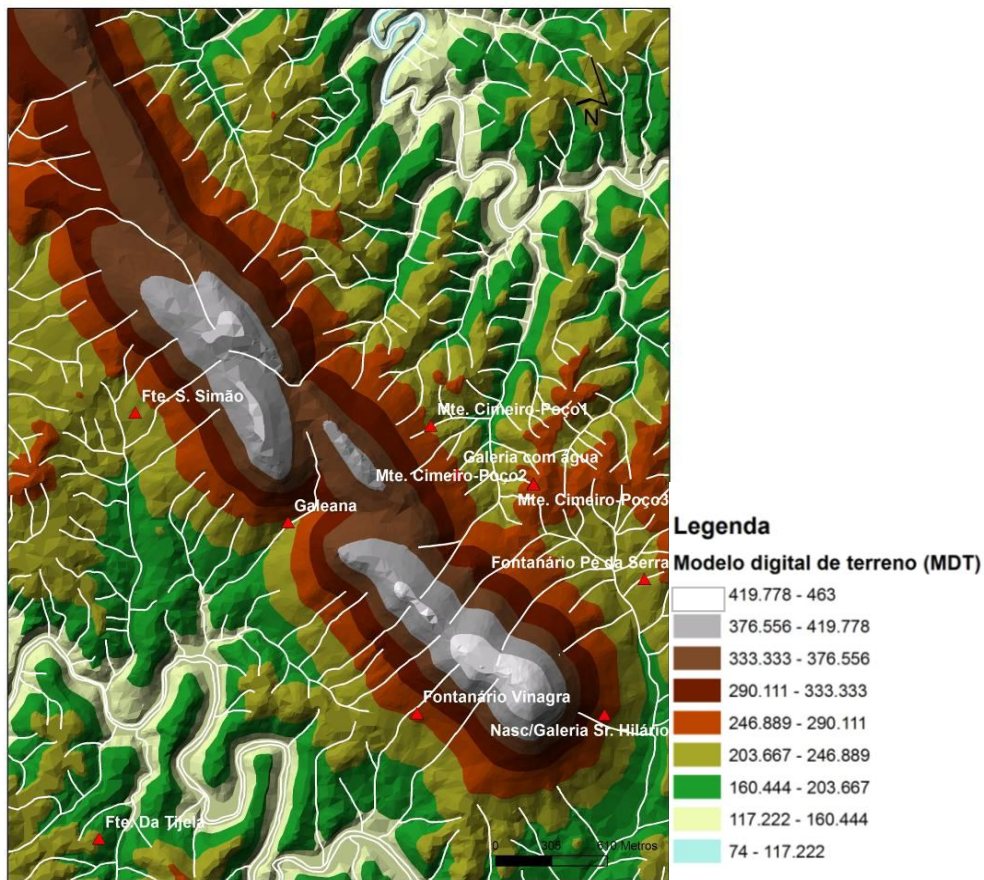 N
Fte. S. Simão
Mte. Cimeiro-Poço1
Galeria com água
Mte. Cimeiro-Poço2
Mte. Cimeiro-Poço3
Galeana
Fontanário Pé da Serra
Fontanário Vinagra
Nasc/Galeria Sr. Hilário
Fte. Da Tijela
0 305 610 Metros
Legenda
Modelo digital de terreno (MDT)
419.778 - 463
376.556 - 419.778
333.333 - 376.556
290.111 - 333.333
246.889 - 290.111
203.667 - 246.889
160.444 - 203.667
117.222 - 160.444
74 - 117.222